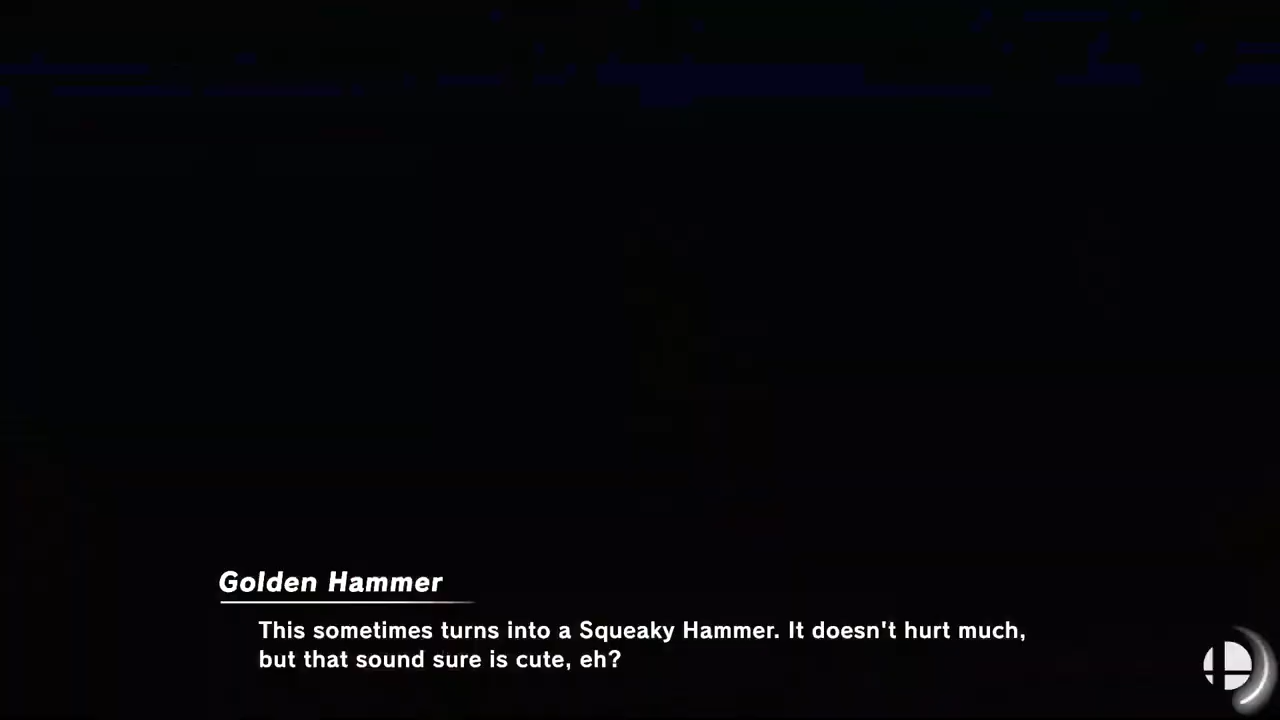 Golden Hammer
This sometimes turns into a Squeaky Hammer. It doesn't hurt much,
but that sound sure is cute, eh?